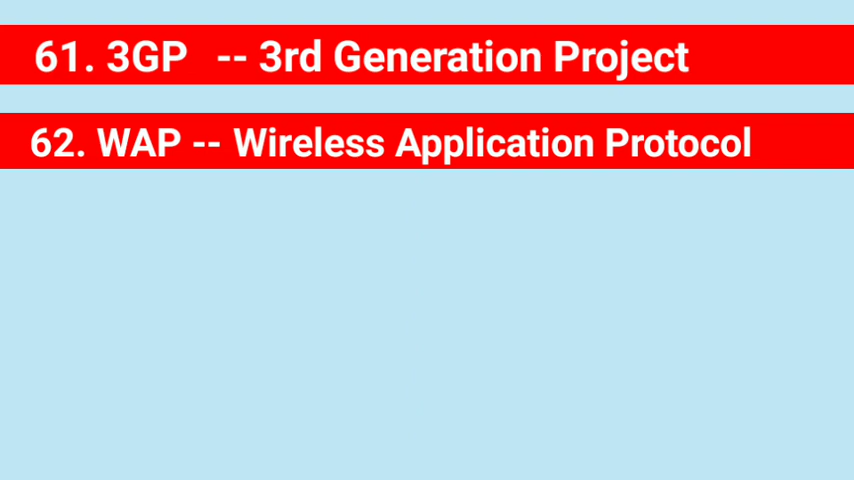 61. 3GP -- 3rd Generation Project
62. WAP -- Wireless Application Protocol